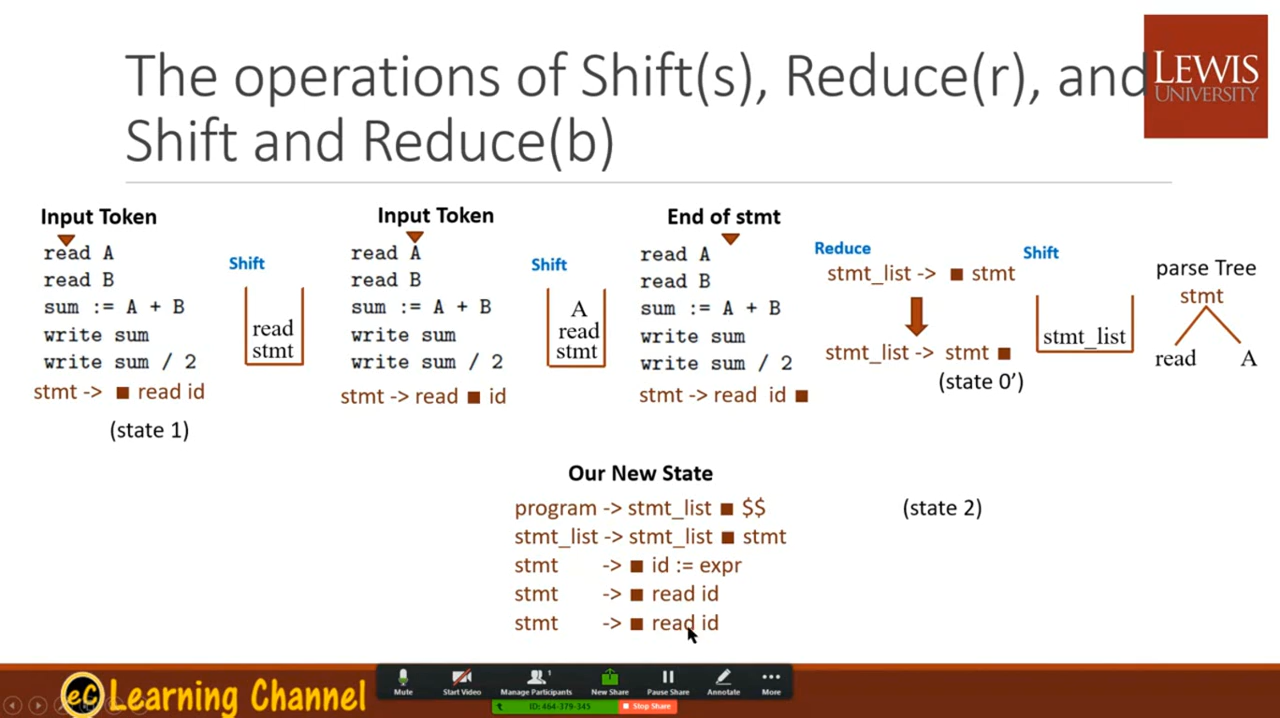 The operations of Shift(s), Reduce(r), and
Shift and Reduce(b)
LEWIS
UNIVERSITY
Input Token
read A
read B
sum := A + B
write sum
write sum / 2
stmt -> ■ read id
(state 1)
Shift
read
stmt
Input Token
read A
read B
sum := A + B
write sum
write sum / 2
stmt -> read ■ id
Shift
A
read
stmt
End of stmt
read A
read B
sum := A + B
write sum
write sum / 2
stmt -> read id ■
Reduce
stmt_list -> ■ stmt
stmt_list -> stmt ■
(state 0’)
Shift
stmt_list
parse Tree
stmt
read A
Our New State
program -> stmt_list ■ $$
(state 2)
stmt_list -> stmt_list ■ stmt
stmt -> ■ id := expr
stmt -> ■ read id
stmt -> ■ read id
eC Learning Channel
Mute
Start Video
1
Manage Participants
New Share
Pause Share
Annotate
More
ID: 464-379-345
Stop Share